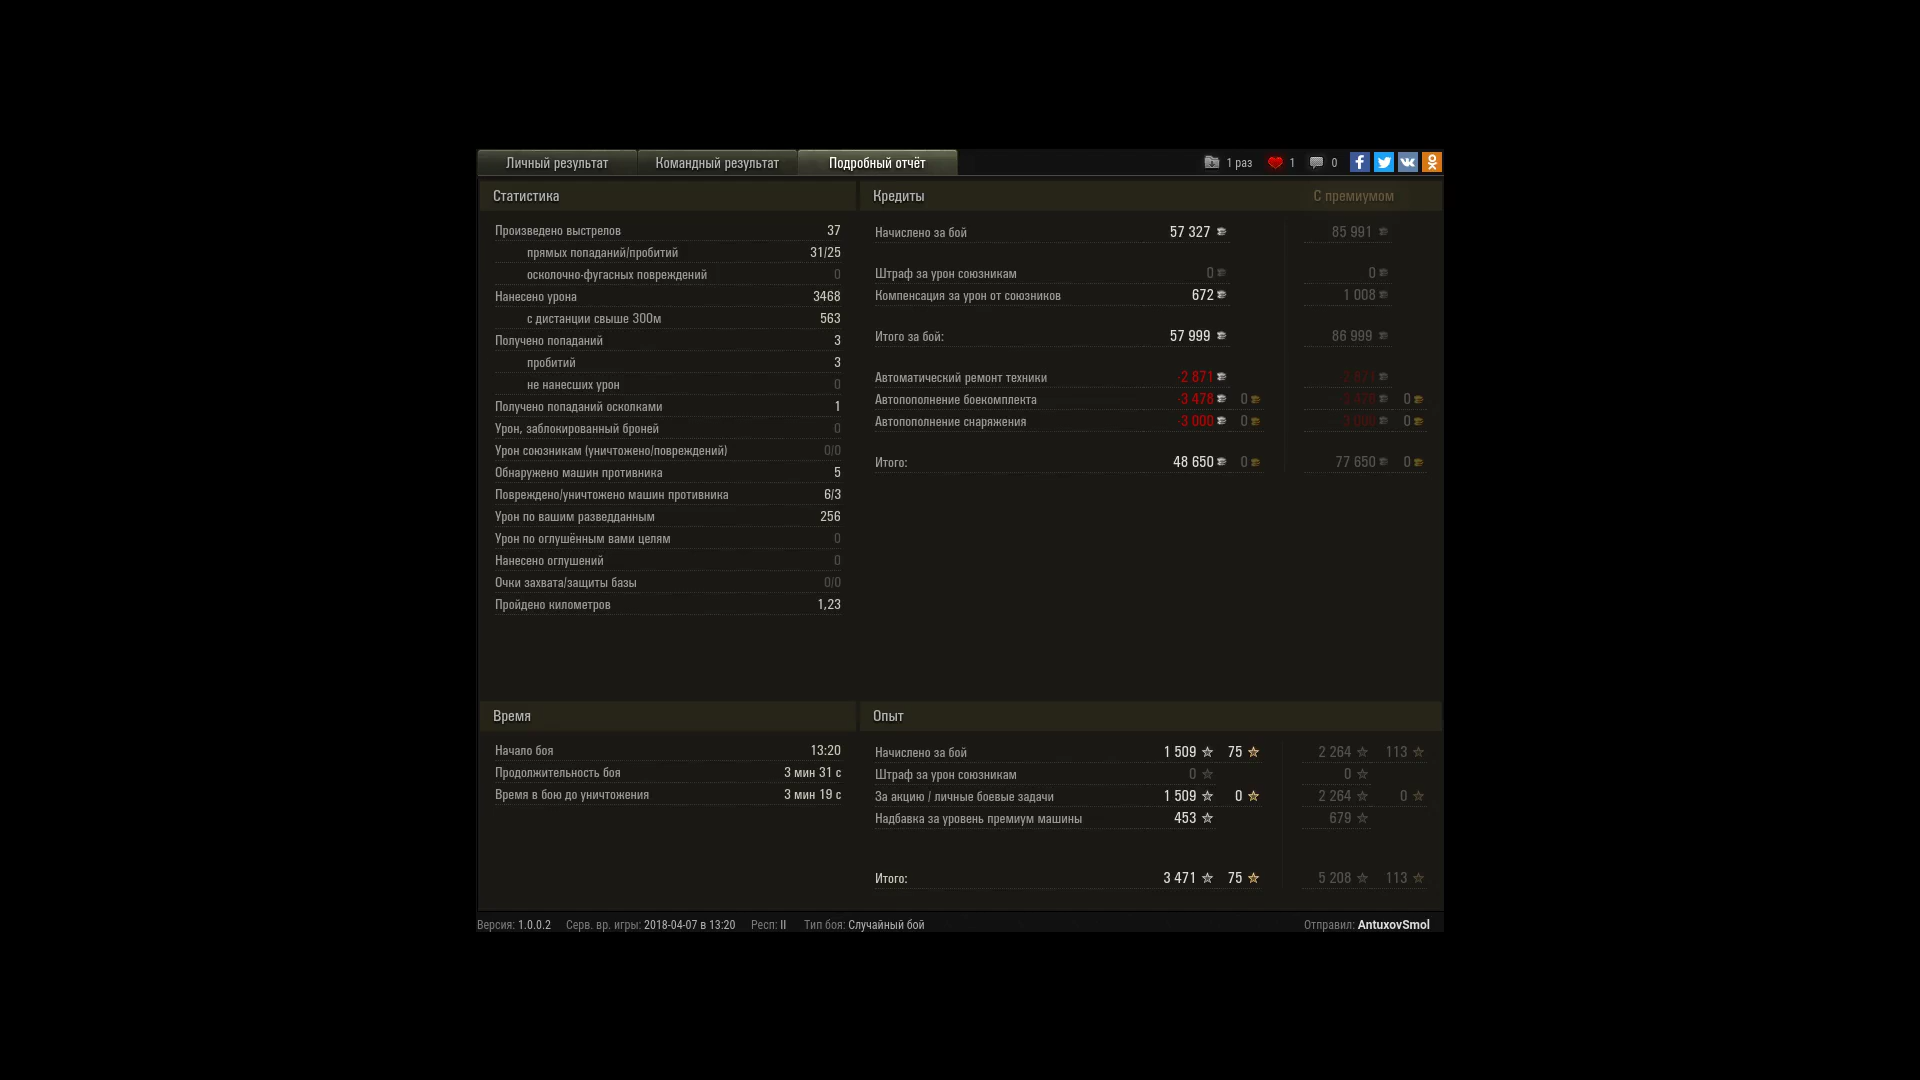 Личный результат Командный результат Подробный отчёт 1 раз 1 0
Статистика
Произведено выстрелов 37
прямых попаданий/пробитий 31/25
осколочно-фугасных повреждений 0
Нанесено урона 3468
с дистанции свыше 300м 563
Получено попаданий 3
пробитий 3
не нанесших урон 0
Получено попаданий осколками 1
Урон, заблокированный броней 0
Урон союзникам (уничтожено/повреждений) 0/0
Обнаружено машин противника 5
Повреждено/уничтожено машин противника 6/3
Урон по вашим разведданным 256
Урон по оглушённым вами целям 0
Нанесено оглушений 0
Очки захвата/защиты базы 0/0
Пройдено километров 1,23
Кредиты С премиумом
Начислено за бой 57 327 85 991
Штраф за урон союзникам 0 0
Компенсация за урон от союзников 672 1 008
Итого за бой: 57 999 86 999
Автоматический ремонт техники -2 871 -2 871
Автопополнение боекомплекта -3 478 0 -3 478 0
Автопополнение снаряжения -3 000 0 -3 000 0
Итого: 48 650 0 77 650 0
Время
Начало боя 13:20
Продолжительность боя 3 мин 31 с
Время в бою до уничтожения 3 мин 19 с
Опыт
Начислено за бой 1 509 75 2 264 113
Штраф за урон союзникам 0 0
За акцию / личные боевые задачи 1 509 0 2 264 0
Надбавка за уровень премиум машины 453 679
Итого: 3 471 75 5 208 113
Версия: 1.0.0.2 Серв. вр. игры: 2018-04-07 в 13:20 Респ: II Тип боя: Случайный бой Отправил: AntuxovSmol